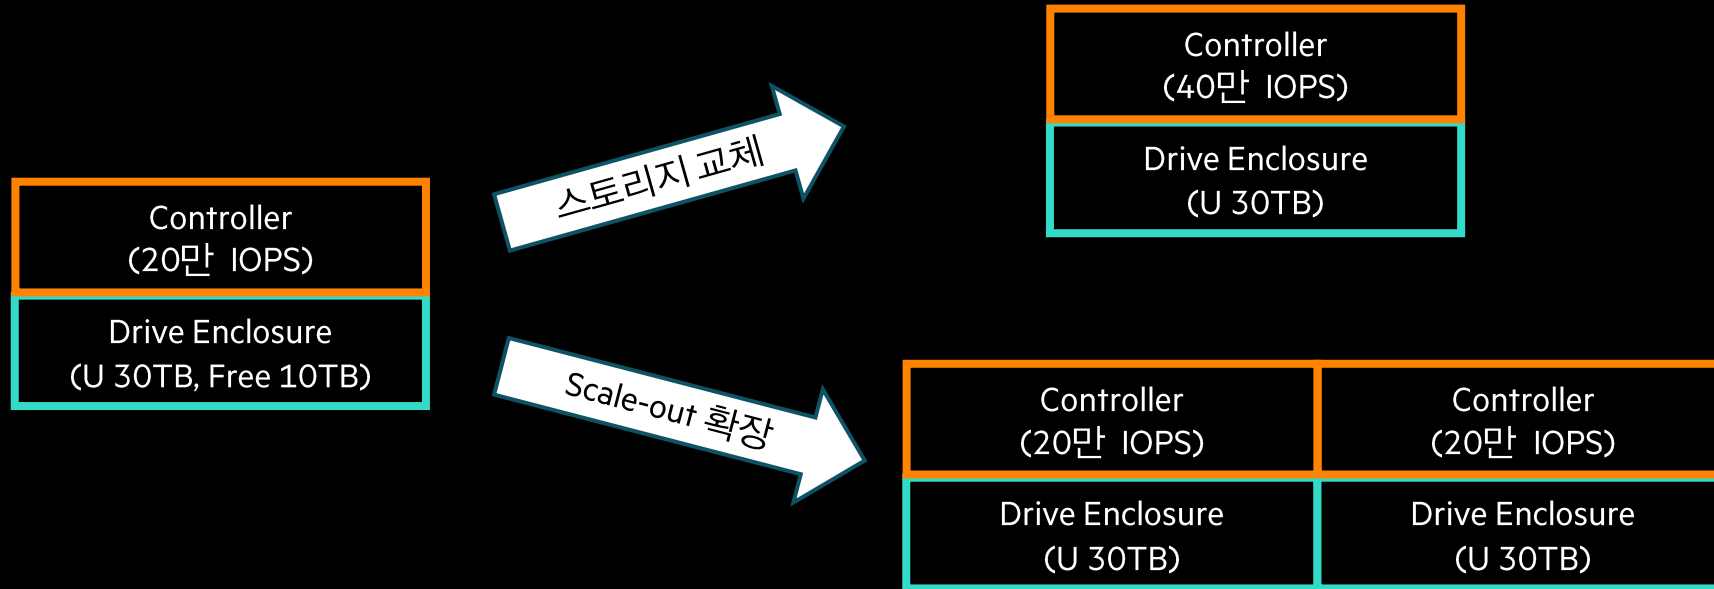 Controller
(20만 IOPS)
Drive Enclosure
(U 30TB, Free 10TB)
스토리지 교체
Scale-out 확장
Controller
(40만 IOPS)
Drive Enclosure
(U 30TB)
Controller
(20만 IOPS)
Drive Enclosure
(U 30TB)
Controller
(20만 IOPS)
Drive Enclosure
(U 30TB)